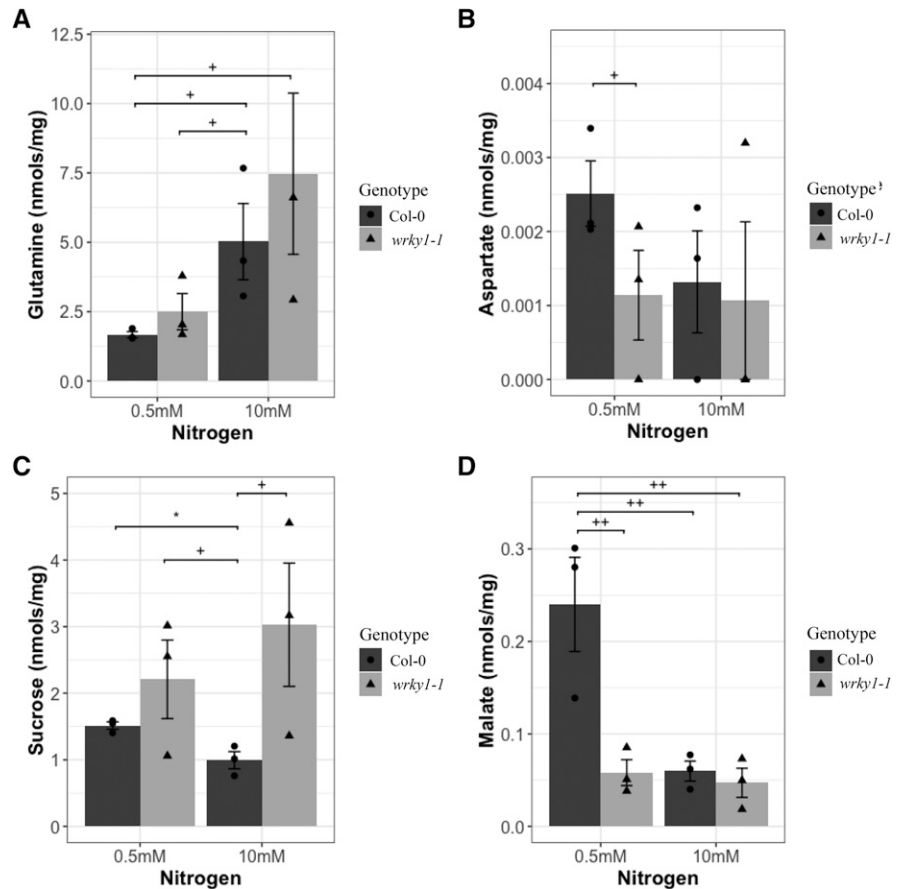 A
12.5
10.0
7.5
5.0
2.5
0.0
Glutamine (nmols/mg)
+
+
+
0.5mM
10mM
Nitrogen
Genotype
Col-0
wrky1-1
B
0.004
0.003
0.002
0.001
0.000
Aspartate (nmols/mg)
+
0.5mM
10mM
Nitrogen
Genotype
Col-0
wrky1-1
C
5
4
3
2
1
0
Sucrose (nmols/mg)
+
*
+
0.5mM
10mM
Nitrogen
Genotype
Col-0
wrky1-1
D
0.3
0.2
0.1
0.0
Malate (nmols/mg)
++
++
++
0.5mM
10mM
Nitrogen
Genotype
Col-0
wrky1-1